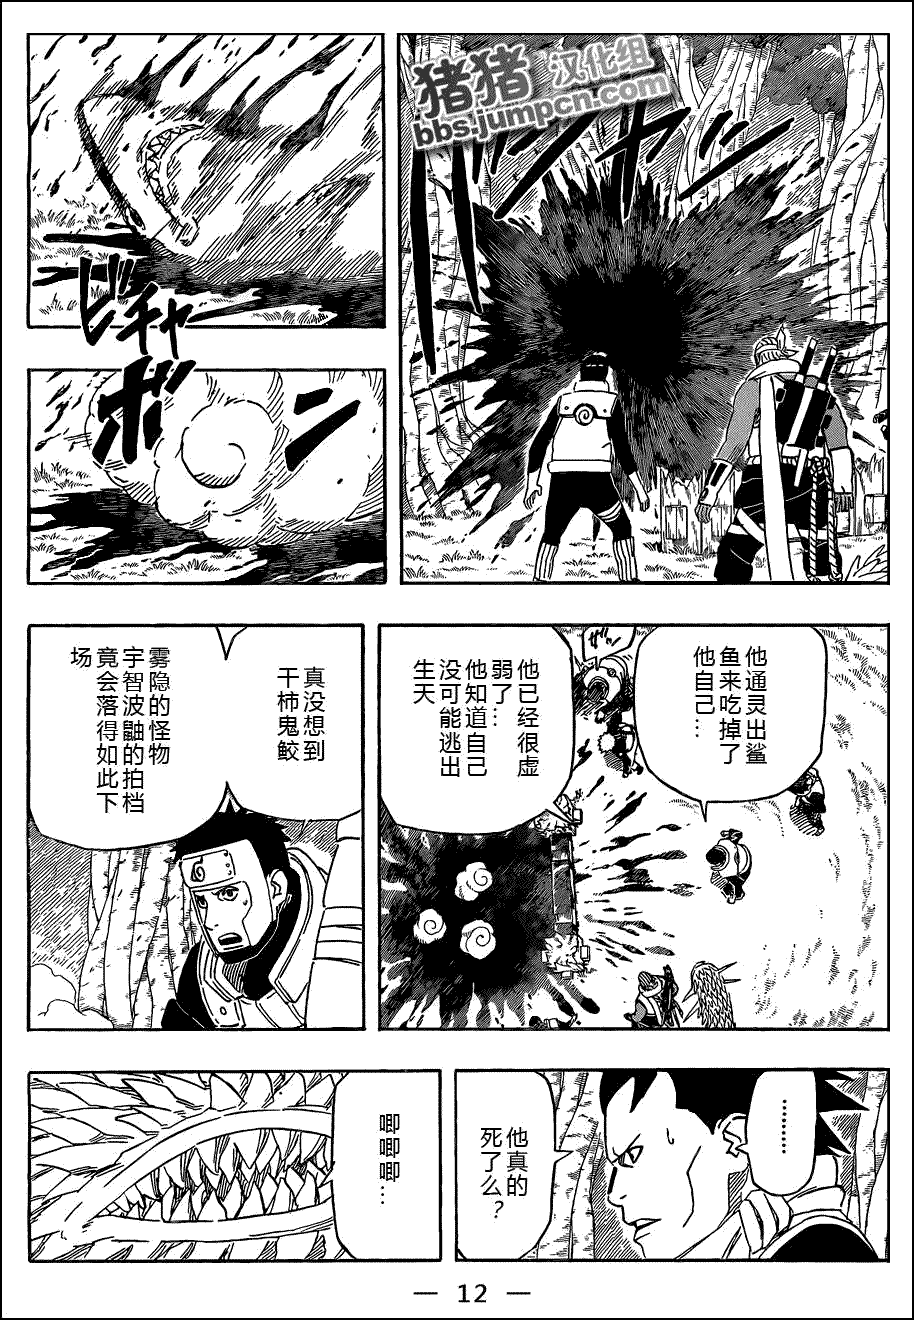 猪猪汉化组
bbs.jumpcn.com
ビチャ
ボン
他通灵出鲨
鱼来吃掉了
他自己…
他已经很虚
弱了…
他知道自己
没可能逃出
生天
真没想到
干柿鬼鲛
雾隐的怪物
宇智波鼬的拍档
竟会落得如此下
场
………
他真的
死了么?
唧唧唧…
— 12 —